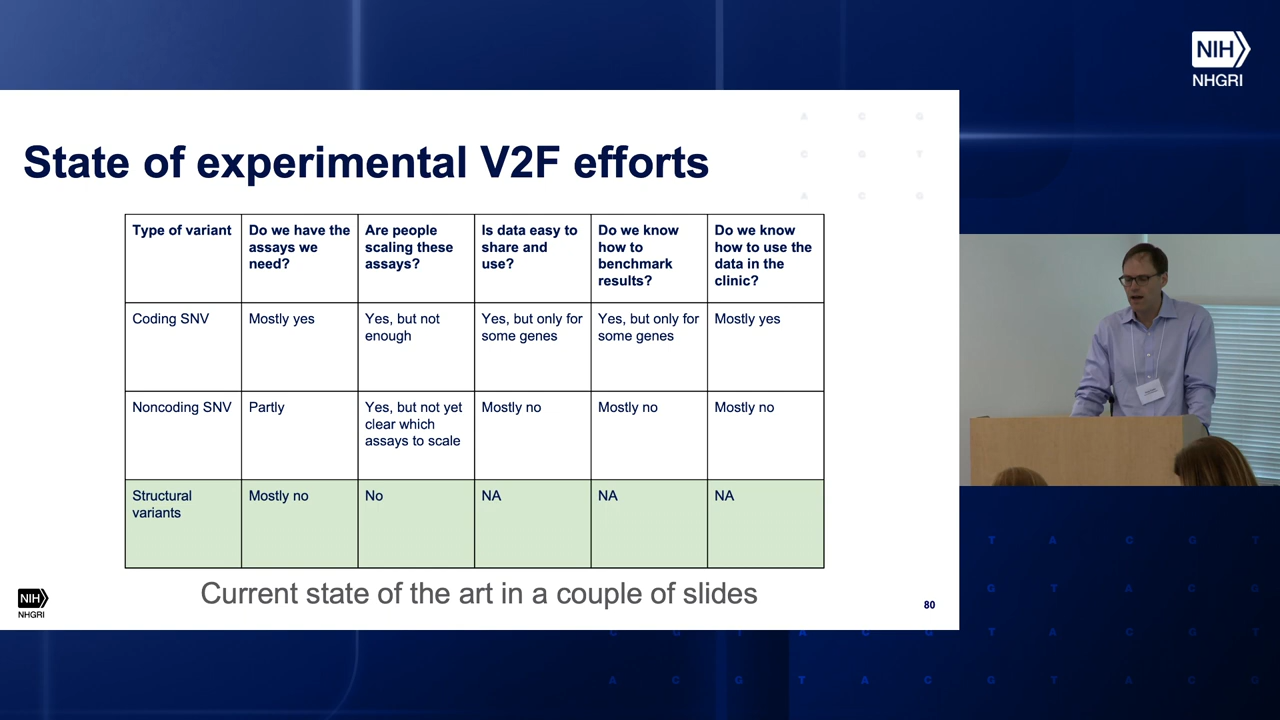 NIH
NHGRI
State of experimental V2F efforts
Type of variant
Do we have the
assays we
need?
Are people
scaling these
assays?
Is data easy to
share and
use?
Do we know
how to
benchmark
results?
Do we know
how to use the
data in the
clinic?
Coding SNV
Mostly yes
Yes, but not
enough
Yes, but only for
some genes
Yes, but only for
some genes
Mostly yes
Noncoding SNV
Partly
Yes, but not yet
clear which
assays to scale
Mostly no
Mostly no
Mostly no
Structural
variants
Mostly no
No
NA
NA
NA
Current state of the art in a couple of slides
NIH
NHGRI
80